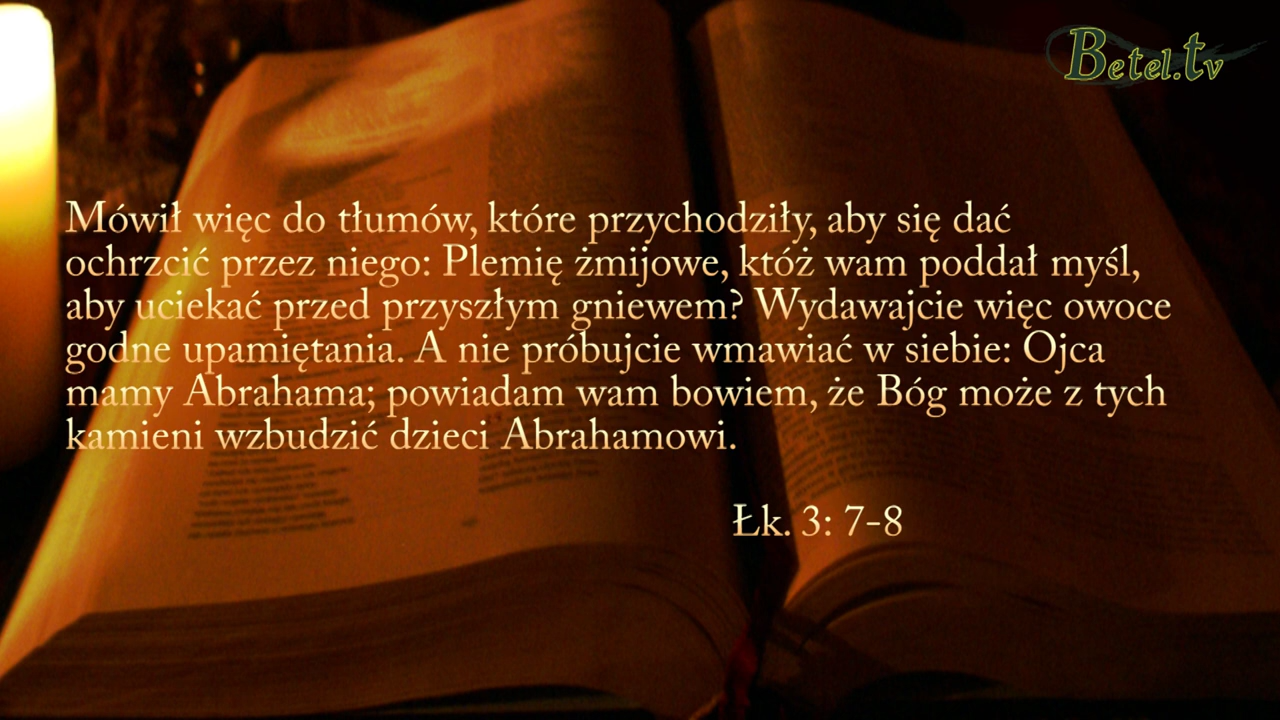 Betel.tv
Mówił więc do tłumów, które przychodziły, aby się dać
ochrzcić przez niego: Plemię żmijowe, któż wam poddał myśl,
aby uciekać przed przyszłym gniewem? Wydawajcie więc owoce
godne upamiętania. A nie próbujcie wmawiać w siebie: Ojca
mamy Abrahama; powiadam wam bowiem, że Bóg może z tych
kamieni wzbudzić dzieci Abrahamowi.
Łk. 3: 7-8